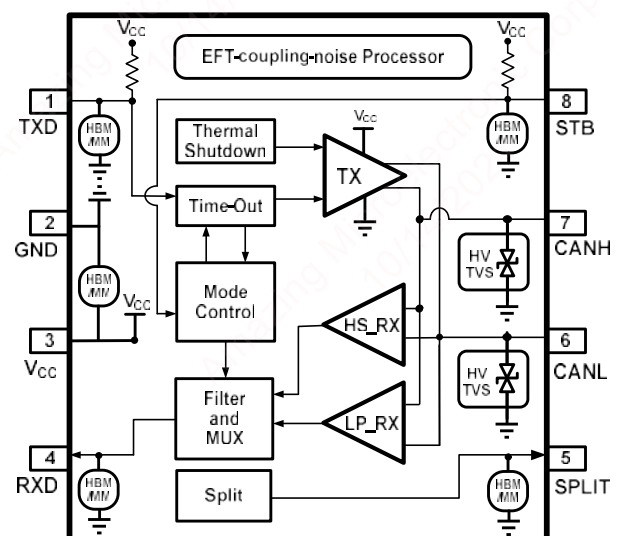 VCC
VCC
EFT-coupling-noise Processor
1
TXD
HBM
/MM
HBM
/MM
8
STB
Thermal
Shutdown
VCC
TX
Time-Out
2
GND
7
CANH
HBM
/MM
HV
TVS
Mode
Control
VCC
HS_RX
3
VCC
6
CANL
HV
TVS
Filter
and
MUX
LP_RX
4
RXD
5
SPLIT
HBM
/MM
Split
HBM
/MM